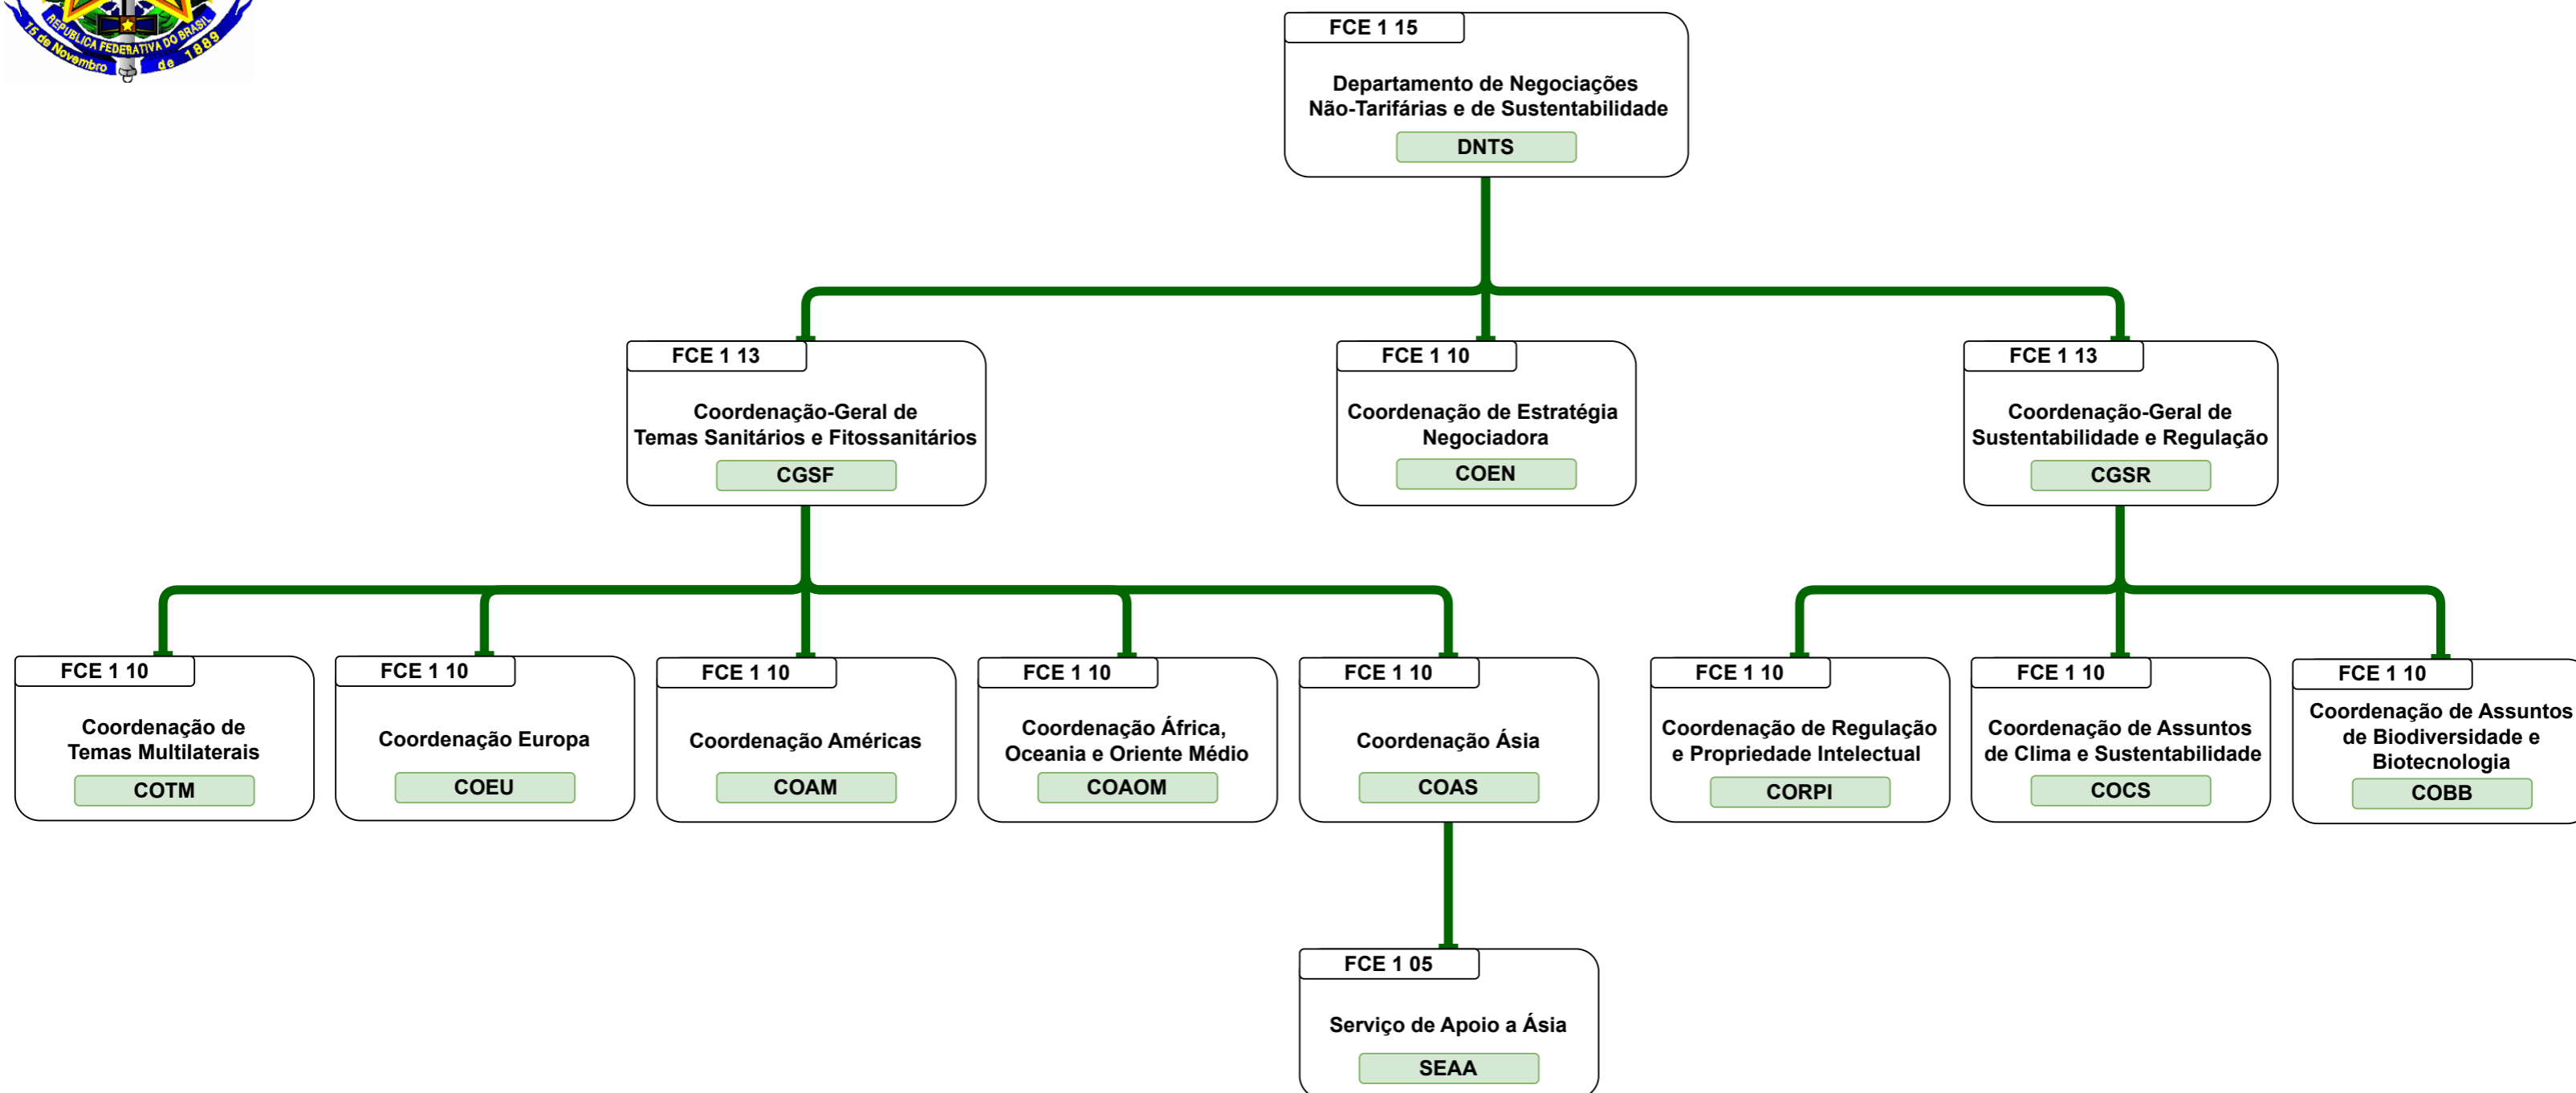 REPUBLICA FEDERATIVA DO BRASIL
15 de Novembro de 1889
FCE 1 15
Departamento de Negociações
Não-Tarifárias e de Sustentabilidade
DNTS
FCE 1 13
Coordenação-Geral de
Temas Sanitários e Fitossanitários
CGSF
FCE 1 10
Coordenação de Estratégia
Negociadora
COEN
FCE 1 13
Coordenação-Geral de
Sustentabilidade e Regulação
CGSR
FCE 1 10
Coordenação de
Temas Multilaterais
COTM
FCE 1 10
Coordenação Europa
COEU
FCE 1 10
Coordenação Américas
COAM
FCE 1 10
Coordenação África,
Oceania e Oriente Médio
COAOM
FCE 1 10
Coordenação Ásia
COAS
FCE 1 10
Coordenação de Regulação
e Propriedade Intelectual
CORPI
FCE 1 10
Coordenação de Assuntos
de Clima e Sustentabilidade
COCS
FCE 1 10
Coordenação de Assuntos
de Biodiversidade e
Biotecnologia
COBB
FCE 1 05
Serviço de Apoio a Ásia
SEAA